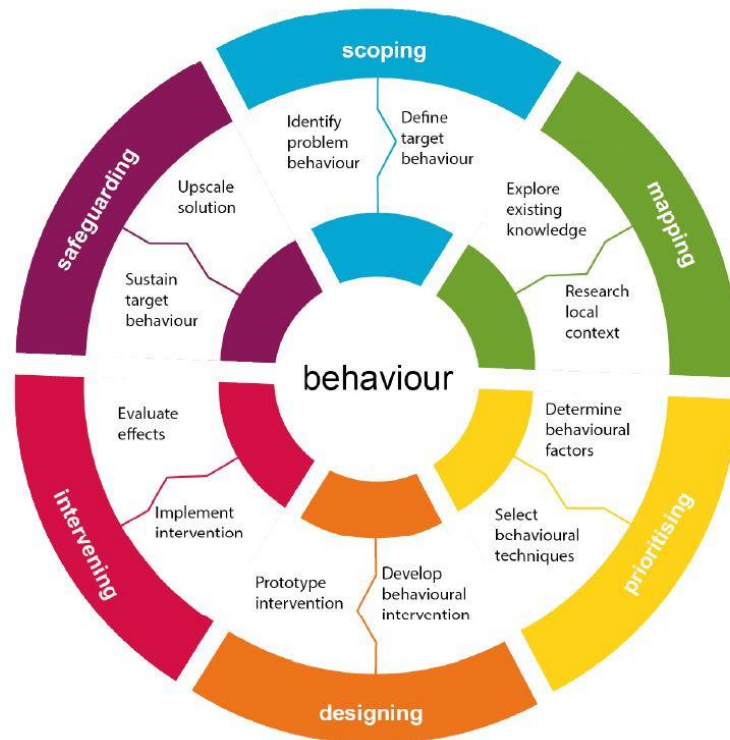 scoping
Identify
problem
behaviour
Define
target
behaviour
mapping
Explore
existing
knowledge
Research
local
context
prioritising
Determine
behavioural
factors
Select
behavioural
techniques
designing
Develop
behavioural
intervention
Prototype
intervention
intervening
Implement
intervention
Evaluate
effects
safeguarding
Sustain
target
behaviour
Upscale
solution
behaviour